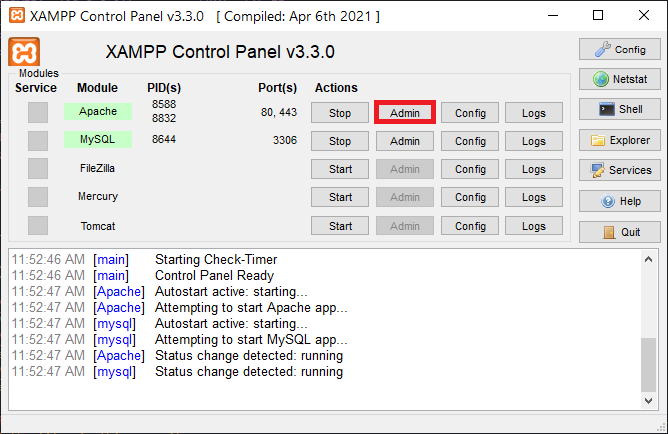 XAMPP Control Panel v3.3.0 [ Compiled: Apr 6th 2021 ]
XAMPP Control Panel v3.3.0
Config
Modules
Service Module PID(s) Port(s) Actions
Netstat
Apache 8588 8832 80, 443 Stop Admin Config Logs
Shell
MySQL 8644 3306 Stop Admin Config Logs
Explorer
FileZilla Start Admin Config Logs
Services
Mercury Start Admin Config Logs
Help
Tomcat Start Admin Config Logs
Quit
11:52:46 AM [main] Starting Check-Timer
11:52:46 AM [main] Control Panel Ready
11:52:47 AM [Apache] Autostart active: starting...
11:52:47 AM [Apache] Attempting to start Apache app...
11:52:47 AM [mysql] Autostart active: starting...
11:52:47 AM [mysql] Attempting to start MySQL app...
11:52:47 AM [Apache] Status change detected: running
11:52:47 AM [mysql] Status change detected: running